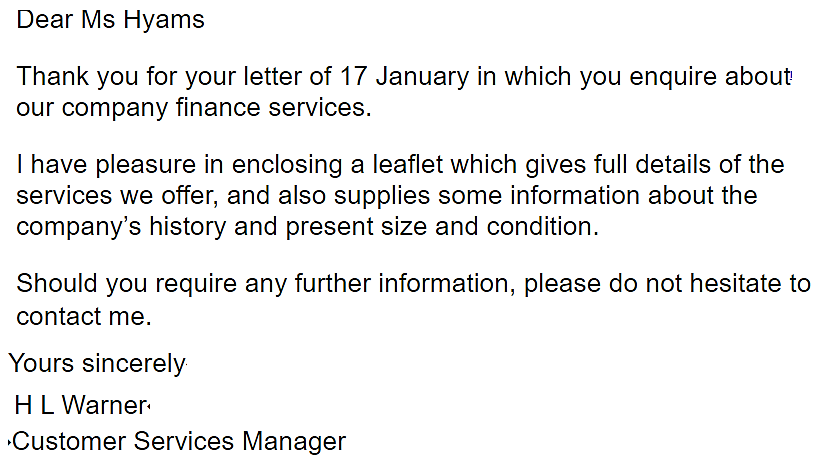 Dear Ms Hyams
Thank you for your letter of 17 January in which you enquire about
our company finance services.
I have pleasure in enclosing a leaflet which gives full details of the
services we offer, and also supplies some information about the
company's history and present size and condition.
Should you require any further information, please do not hesitate to
contact me.
Yours sincerely
H L Warner
Customer Services Manager